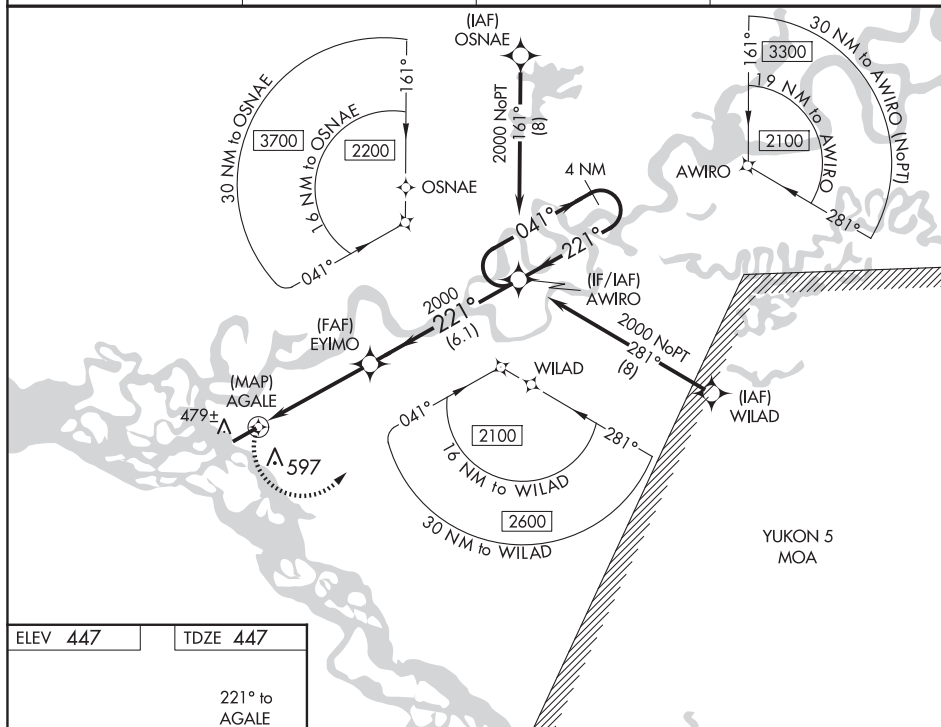 (IAF)
OSNAE
30 NM to OSNAE
3700
161°
16 NM to OSNAE
2200
OSNAE
041°
2000 NoPT
161°
(8)
4 NM
041°
221°
30 NM to AWIRO (NoPT)
161°
3300
19 NM to AWIRO
2100
AWIRO
281°
(IF/IAF)
AWIRO
2000
221°
(6.1)
(FAF)
EYIMO
2000 NoPT
281°
(8)
(IAF)
WILAD
(MAP)
AGALE
479±
597
WILAD
041°
281°
2100
16 NM to WILAD
2600
30 NM to WILAD
YUKON 5
MOA
ELEV 447
TDZE 447
221° to
AGALE